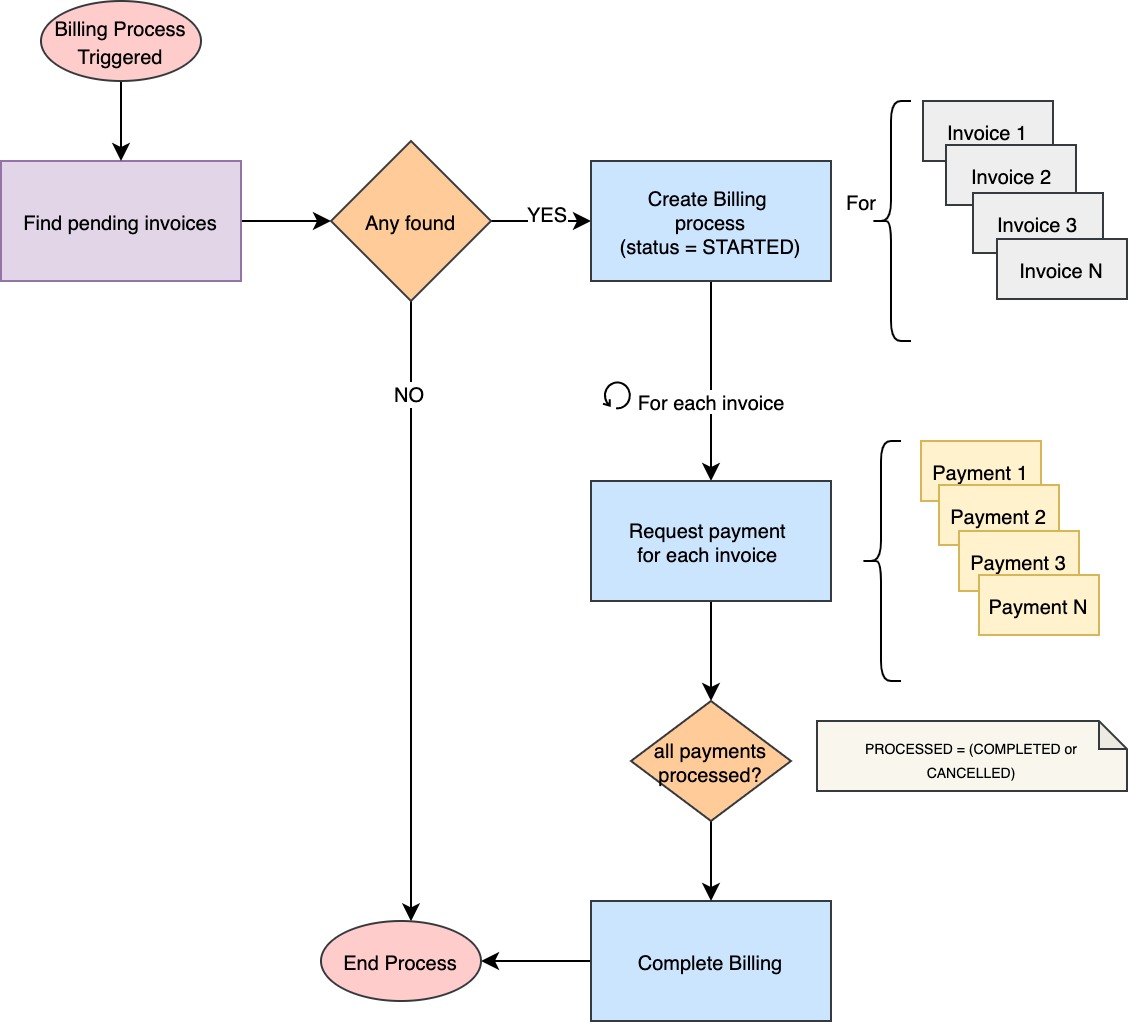 Billing Process
Triggered
Find pending invoices
Any found
YES
Create Billing
process
(status = STARTED)
For
Invoice 1
Invoice 2
Invoice 3
Invoice N
NO
For each invoice
Request payment
for each invoice
Payment 1
Payment 2
Payment 3
Payment N
all payments
processed?
PROCESSED = (COMPLETED or
CANCELLED)
End Process
Complete Billing